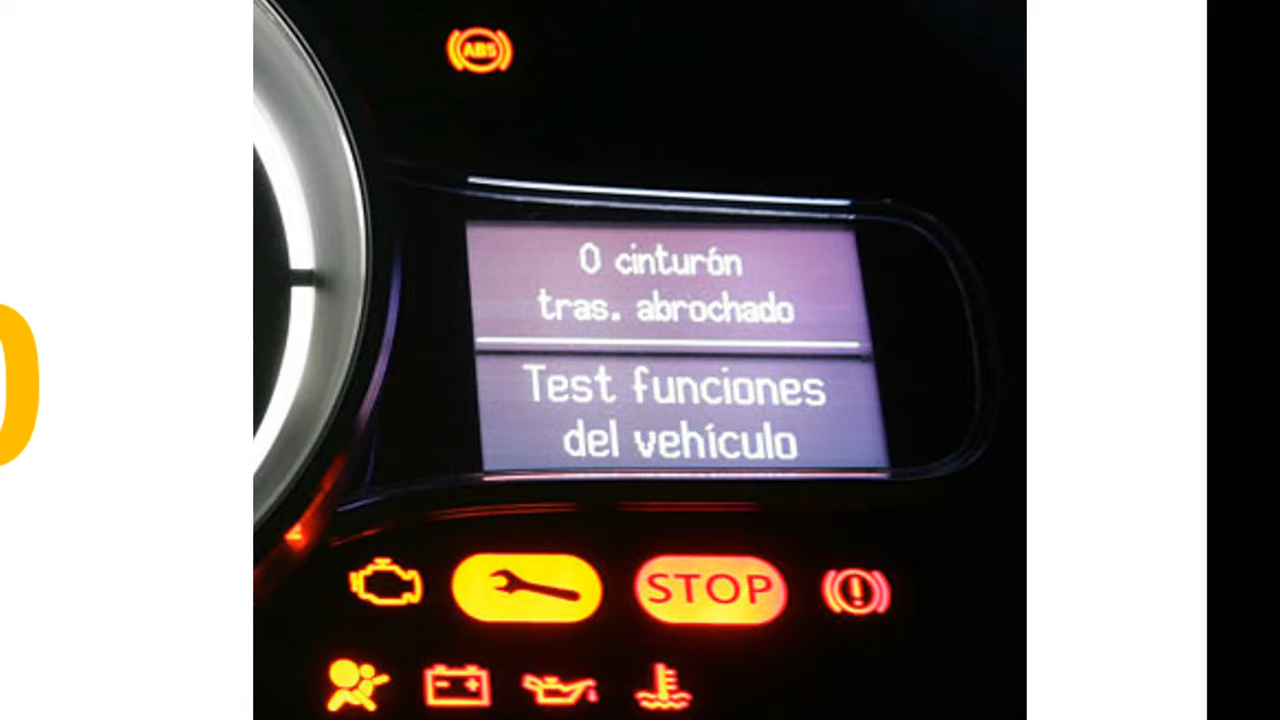 ABS
0 cinturón
tras. abrochado
Test funciones
del vehículo
STOP